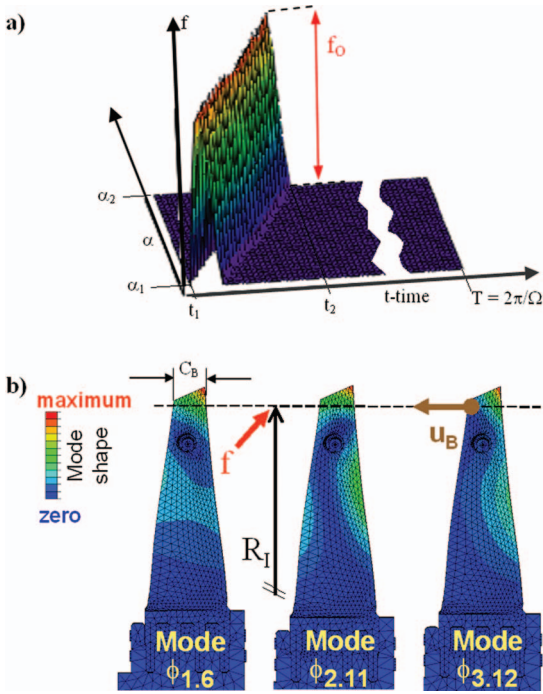 a)
f
f₀
α₂
α
α₁
t₁
t₂
t-time
T = 2π/Ω
b)
C_B
maximum
Mode
shape
zero
f
R_I
u_B
Mode
ϕ₁.₆
Mode
ϕ₂.₁₁
Mode
ϕ₃.₁₂